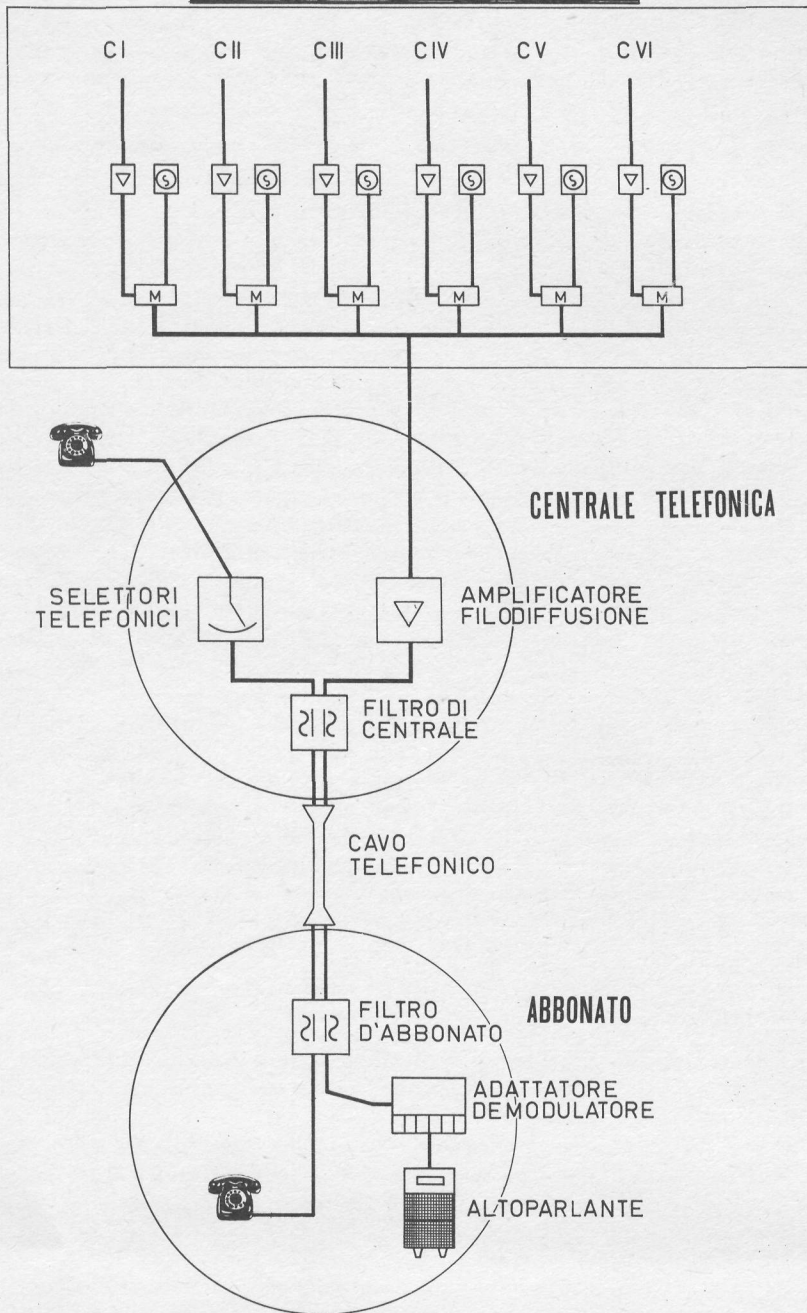 C I C II C III C IV C V C VI
S S S S S S
M M M M M M
CENTRALE TELEFONICA
SELETTORI
TELEFONICI
AMPLIFICATORE
FILODIFFUSIONE
FILTRO DI
CENTRALE
CAVO
TELEFONICO
FILTRO
D'ABBONATO
ABBONATO
ADATTATORE
DEMODULATORE
ALTOPARLANTE